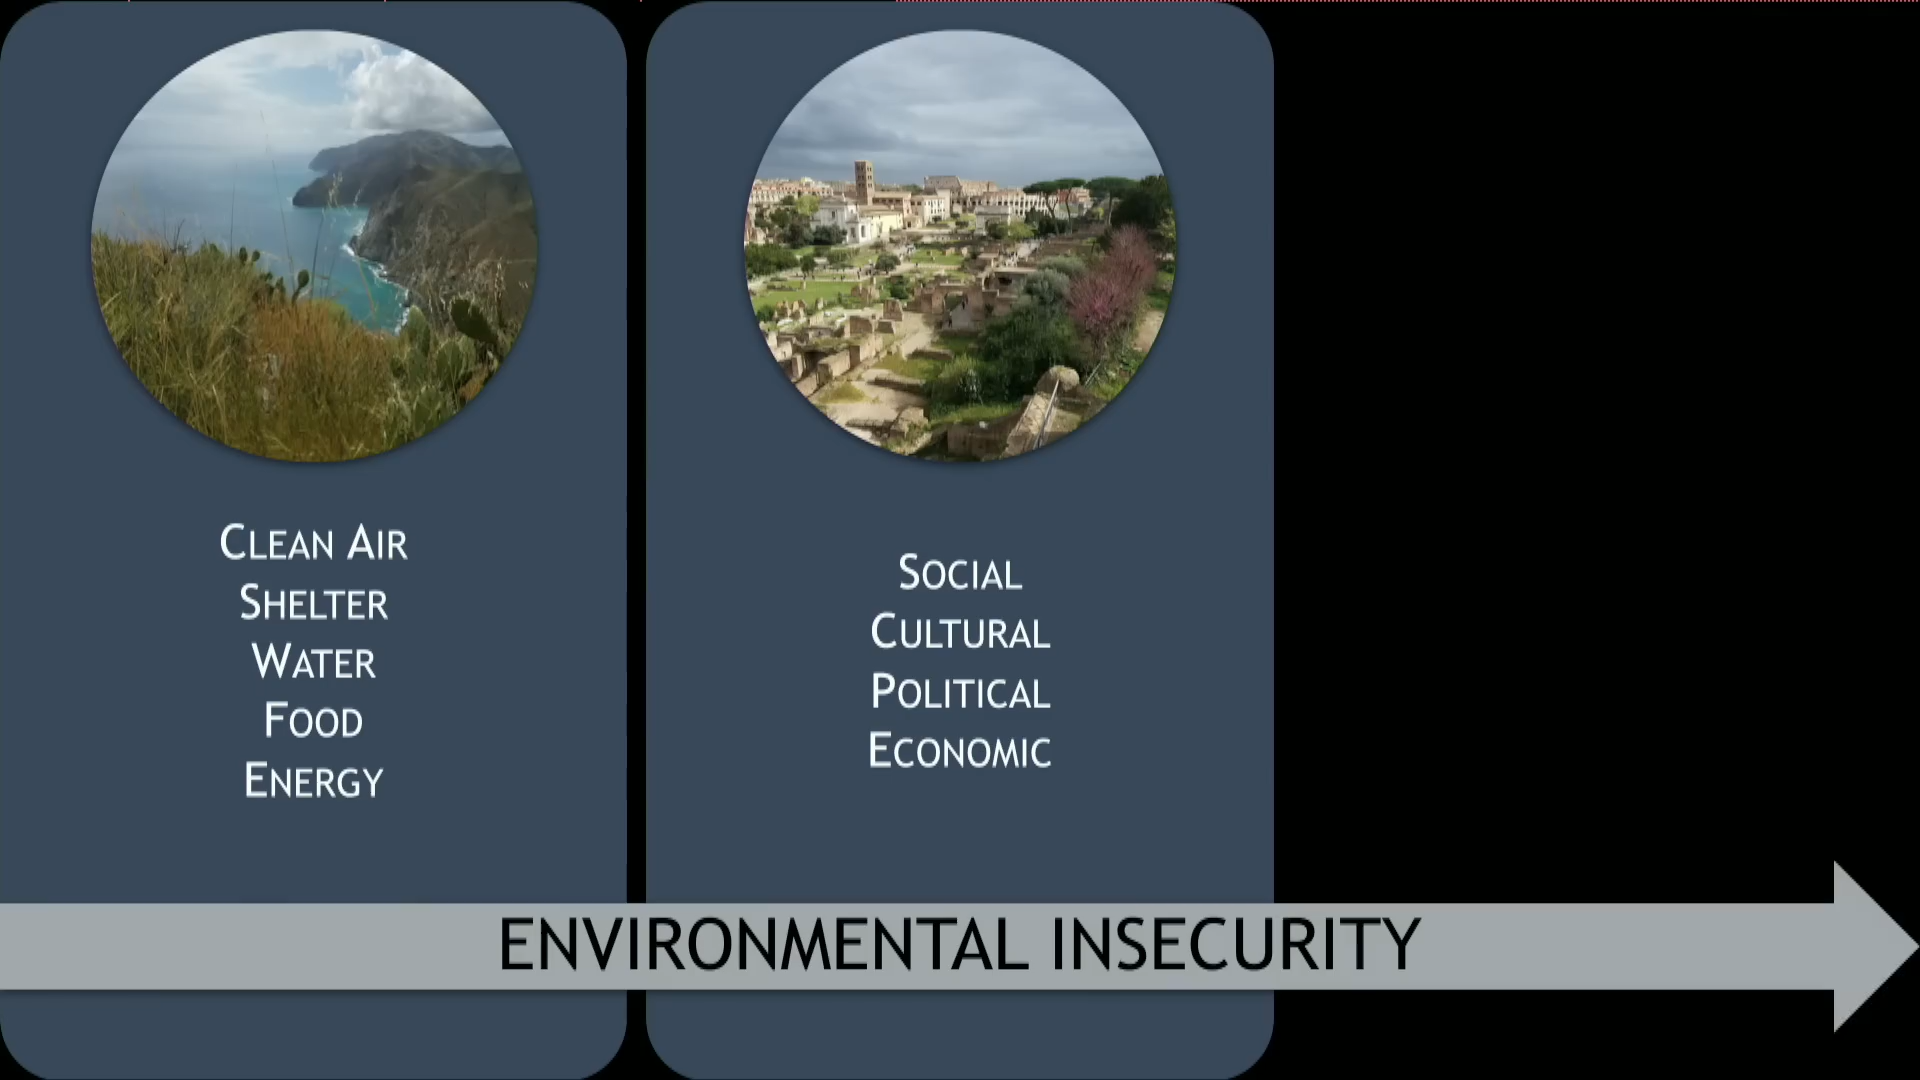 Clean Air
Shelter
Water
Food
Energy
Social
Cultural
Political
Economic
ENVIRONMENTAL INSECURITY